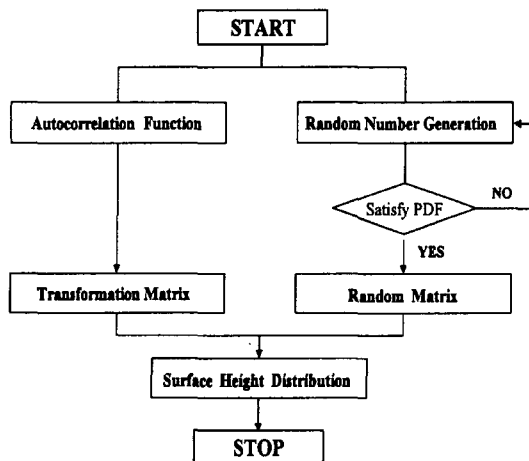 START
Autocorrelation Function
Random Number Generation
Satisfy PDF
NO
YES
Transformation Matrix
Random Matrix
Surface Height Distribution
STOP